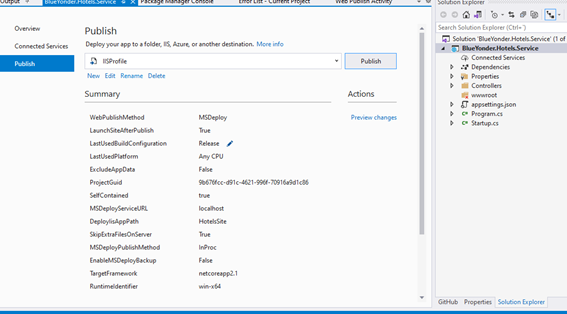 Output
BlueYonder.Hotels.Service
Package Manager Console
Error List - Current Project
Web Publish Activity
Overview
Connected Services
Publish
Publish
Deploy your app to a folder, IIS, Azure, or another destination. More info
IISProfile
Publish
New Edit Rename Delete
Summary
Actions
WebPublishMethod MSDeploy
Preview changes
LaunchSiteAfterPublish True
LastUsedBuildConfiguration Release
LastUsedPlatform Any CPU
ExcludeAppData False
ProjectGuid 9b676fcc-d91c-4621-996f-70916a9d1c86
SelfContained true
MSDeployServiceURL localhost
DeployIisAppPath HotelsSite
SkipExtraFilesOnServer True
MSDeployPublishMethod InProc
EnableMSDeployBackup False
TargetFramework netcoreapp2.1
RuntimeIdentifier win-x64
Solution Explorer
Search Solution Explorer (Ctrl+¨)
Solution 'BlueYonder.Hotels.Service' (1 of
BlueYonder.Hotels.Service
Connected Services
Dependencies
Properties
Controllers
wwwroot
appsettings.json
Program.cs
Startup.cs
GitHub Properties Solution Explorer